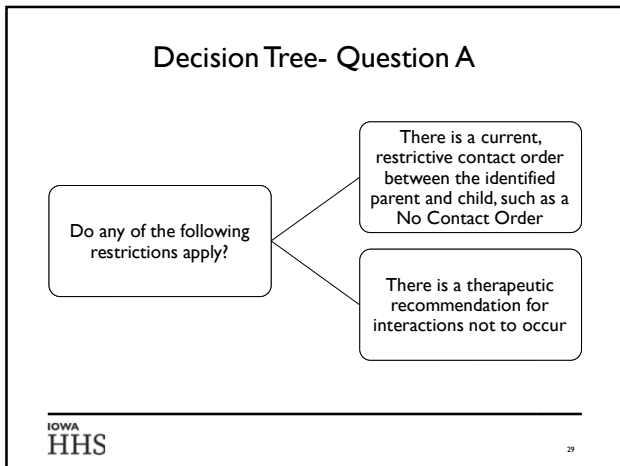 Decision Tree- Question A
Do any of the following
restrictions apply?
There is a current,
restrictive contact order
between the identified
parent and child, such as a
No Contact Order
There is a therapeutic
recommendation for
interactions not to occur
IOWA
HHS
29